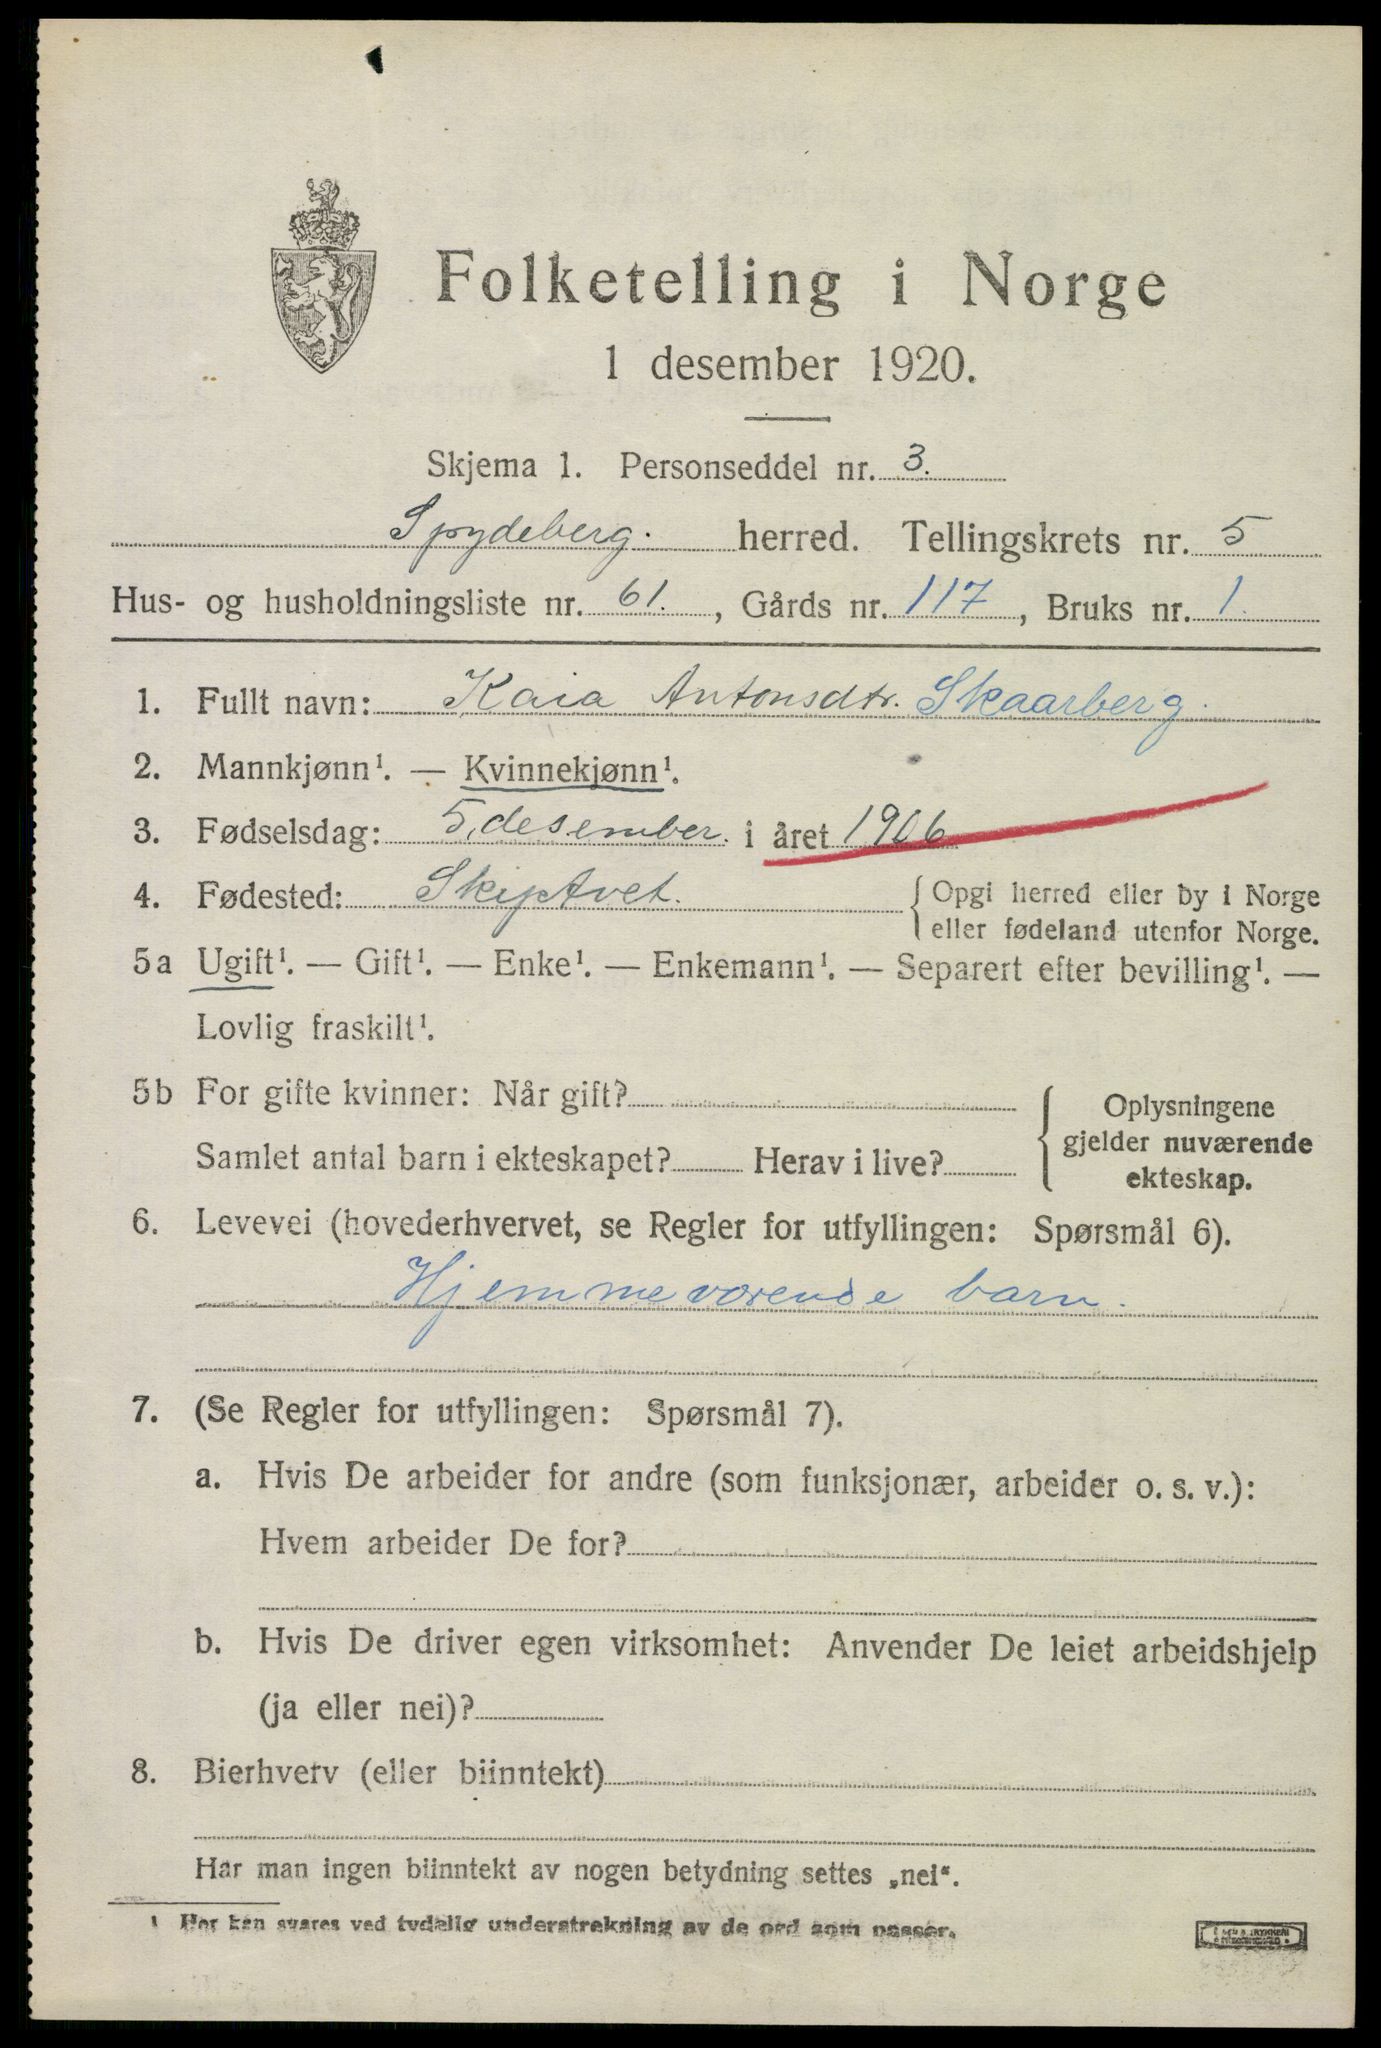 Folketelling i Norge
1 desember 1920.
Skjema 1. Personseddel nr. 3.
Spydeberg. herred. Tellingskrets nr. 5
Hus- og husholdningsliste nr. 61., Gårds nr. 117, Bruks nr. 1.
1. Fullt navn: Kaia Antonsdtr. Skaarberg.
2. Mannkjønn¹. — Kvinnekjønn¹.
3. Fødselsdag: 5. desember. i året 1906
4. Fødested: Skiptvet. { Opgi herred eller by i Norge
eller fødeland utenfor Norge.
5a Ugift¹. — Gift¹. — Enke¹. — Enkemann¹. — Separert efter bevilling¹. —
Lovlig fraskilt¹.
5b For gifte kvinner: Når gift?
Samlet antal barn i ekteskapet? Herav i live?
Oplysningene
gjelder nuværende
ekteskap.
6. Levevei (hovederhvervet, se Regler for utfyllingen: Spørsmål 6).
Hjemmeværende barn.
7. (Se Regler for utfyllingen: Spørsmål 7).
a. Hvis De arbeider for andre (som funksjonær, arbeider o. s. v.):
Hvem arbeider De for?
b. Hvis De driver egen virksomhet: Anvender De leiet arbeidshjelp
(ja eller nei)?
8. Bierhverv (eller biinntekt)
Har man ingen biinntekt av nogen betydning settes „nei“.
¹ Her kan svares ved tydelig understrekning av de ord som passer.